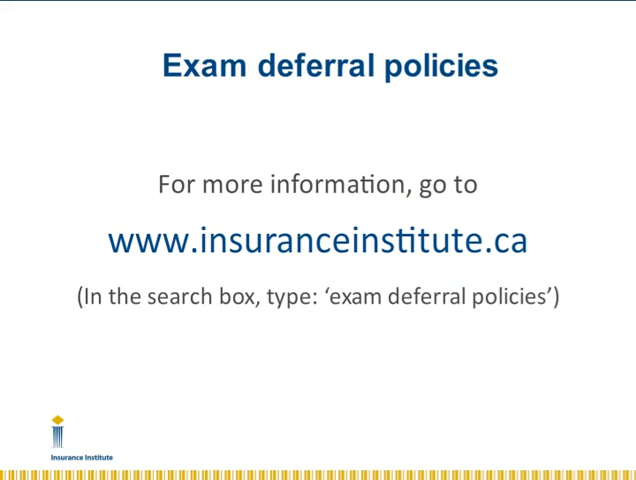 Exam deferral policies
For more information, go to
www.insuranceinstitute.ca
(In the search box, type: ‘exam deferral policies’)
Insurance Institute